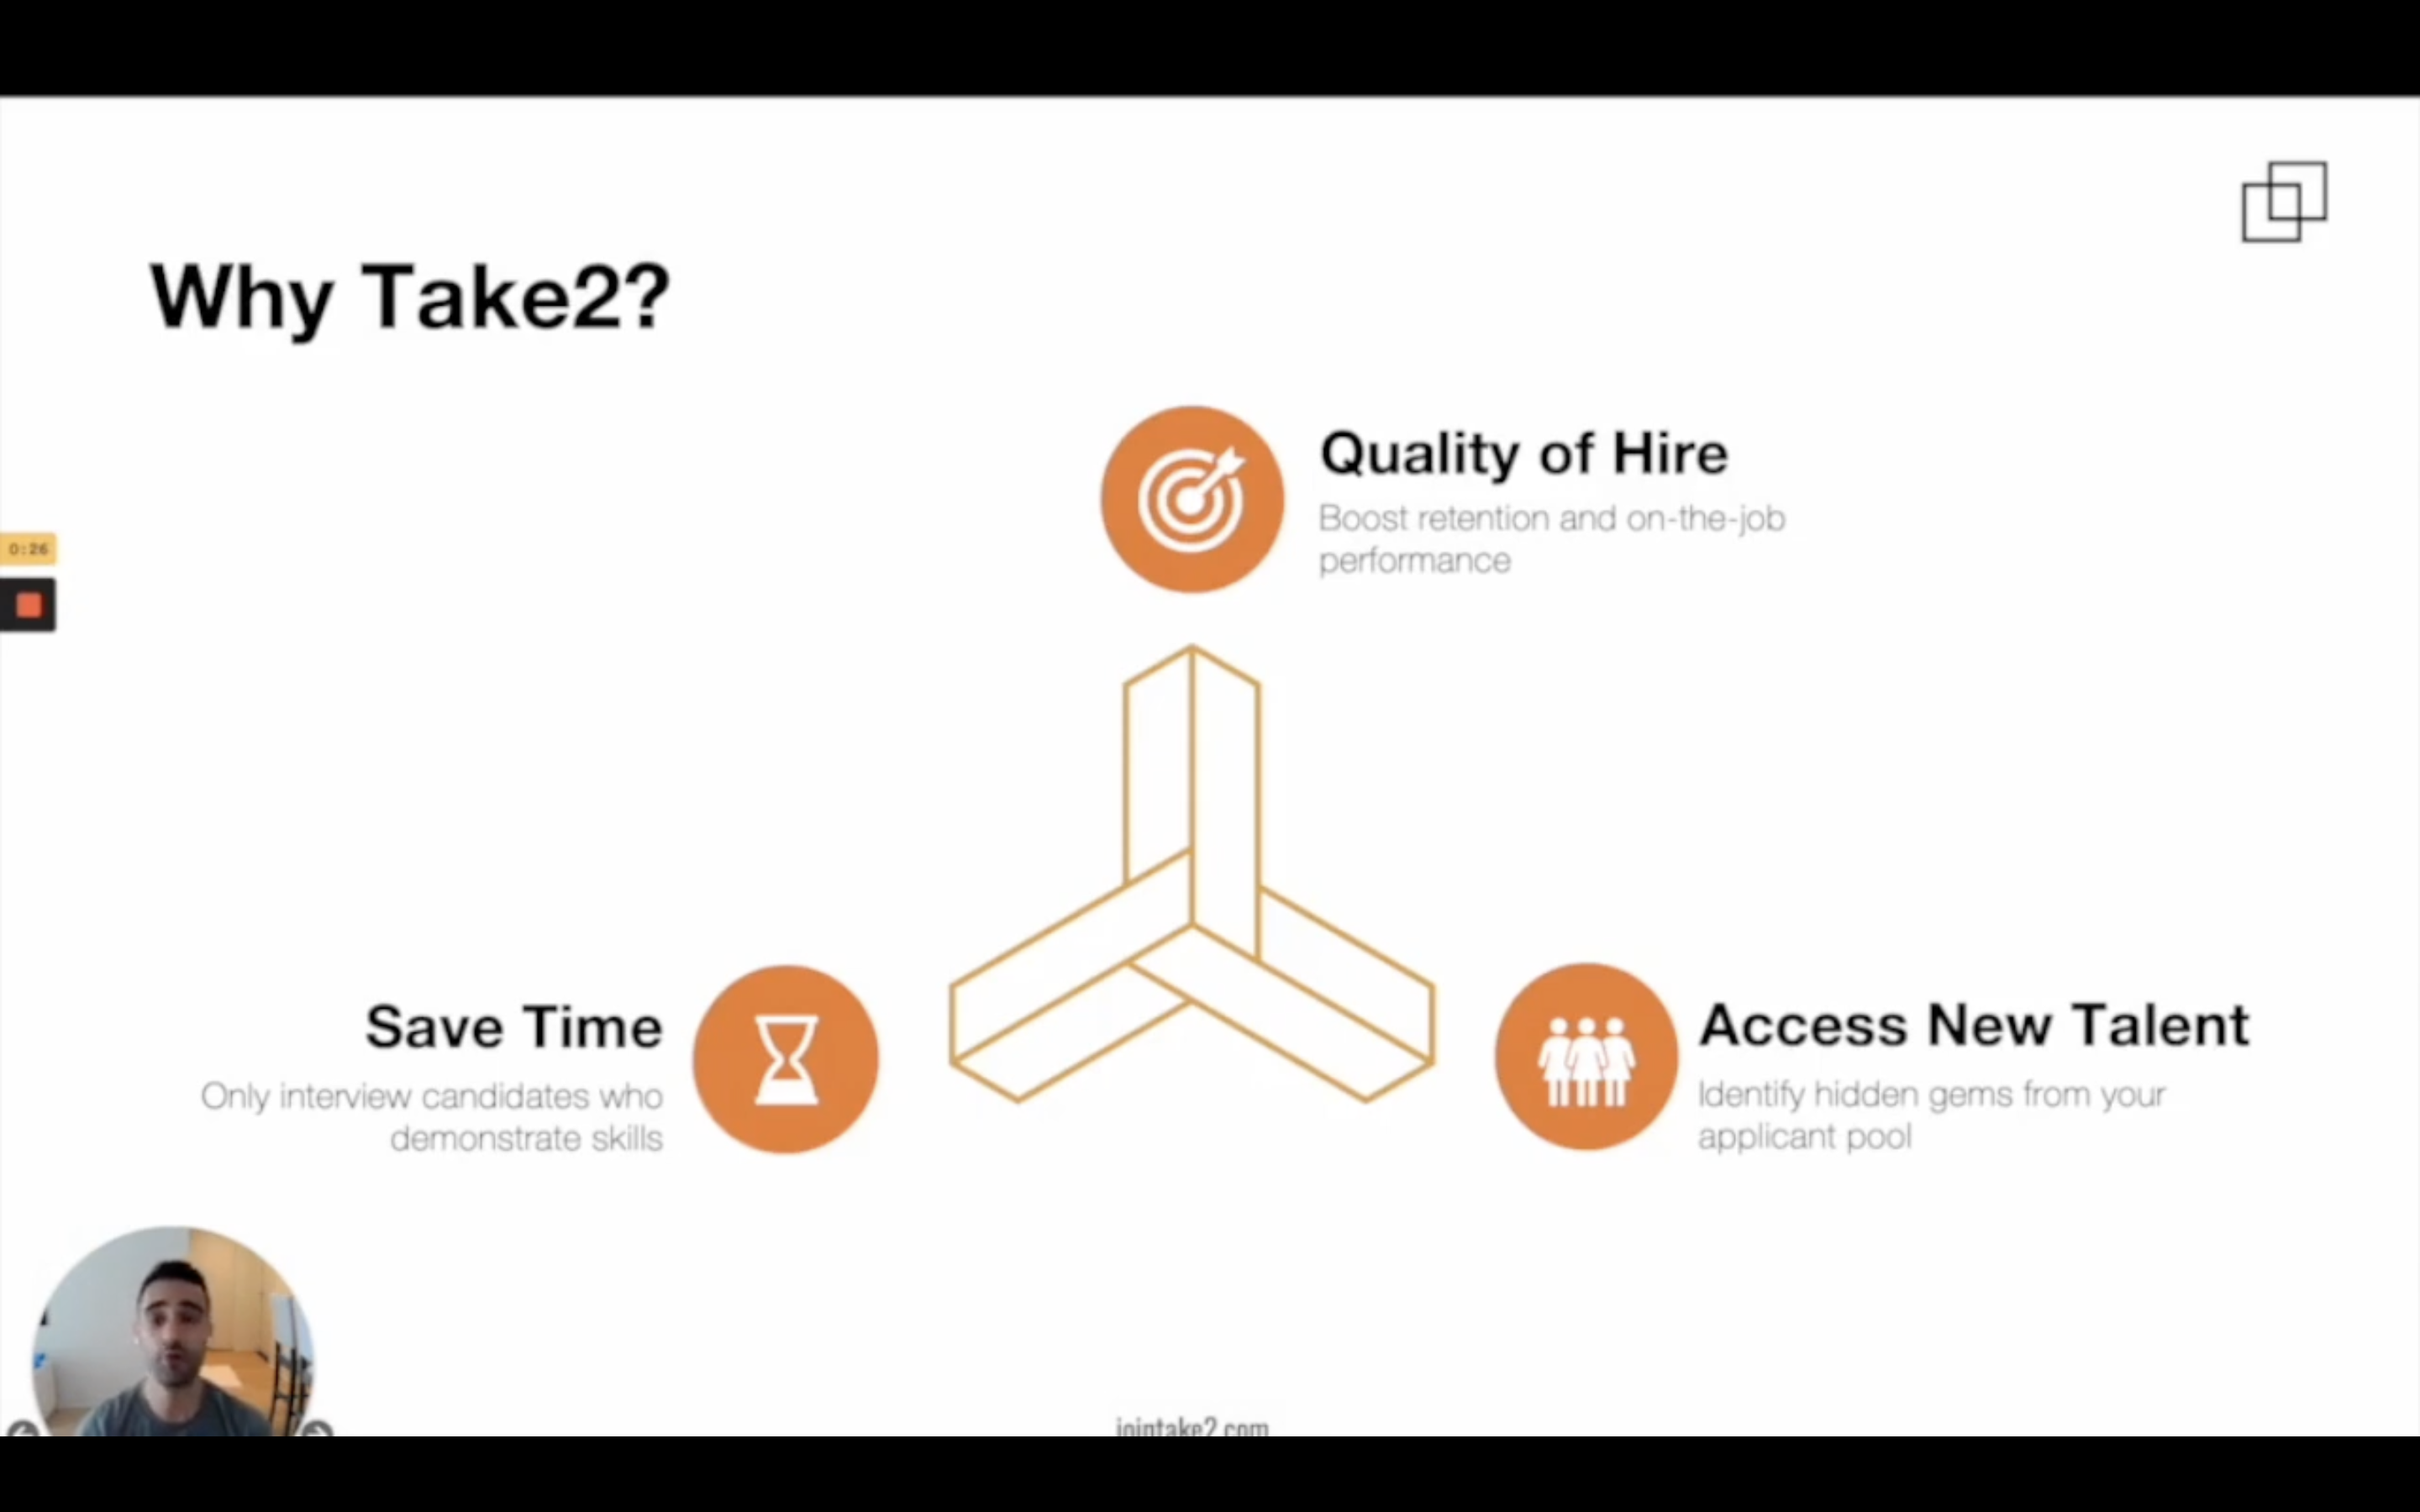 Why Take2?
Quality of Hire
Boost retention and on-the-job
performance
0:26
Save Time
Only interview candidates who
demonstrate skills
Access New Talent
Identify hidden gems from your
applicant pool
jointake2.com